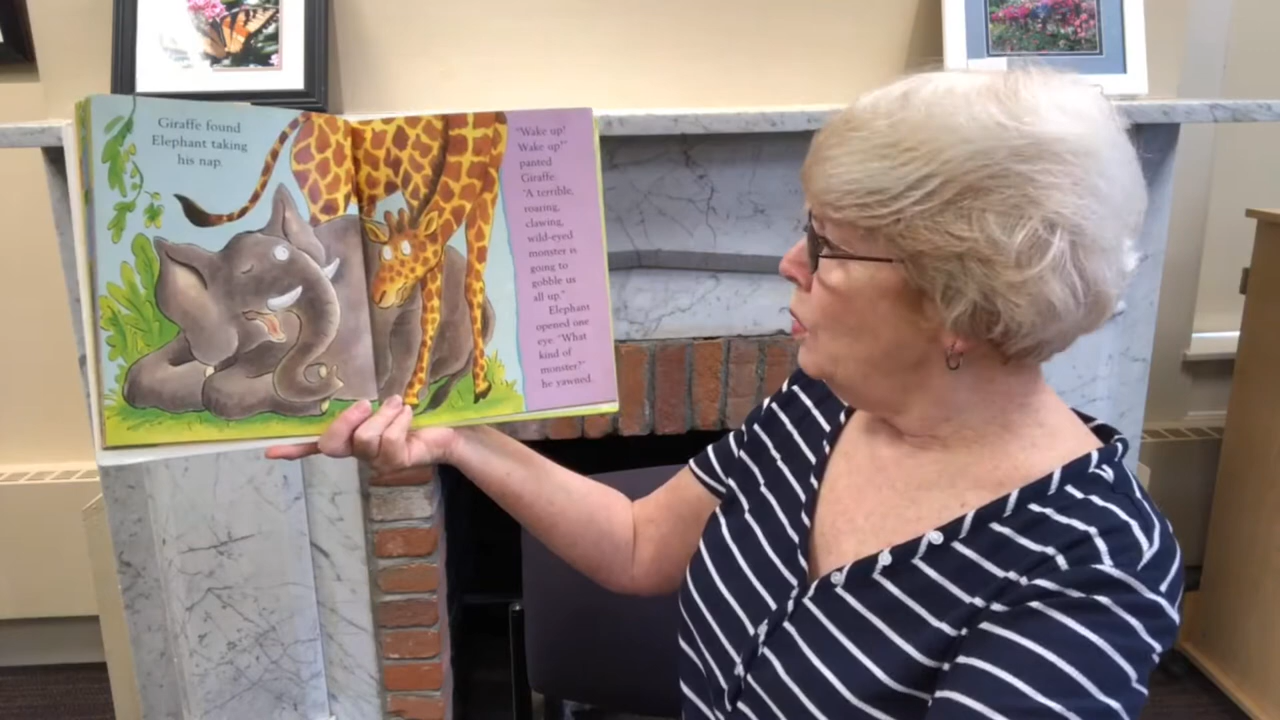 Giraffe found
Elephant taking
his nap.
"Wake up!
Wake up!"
panted
Giraffe.
"A terrible,
roaring,
clawing,
wild-eyed
monster is
going to
gobble us
all up."
Elephant
opened one
eye. "What
kind of
monster?"
he yawned.